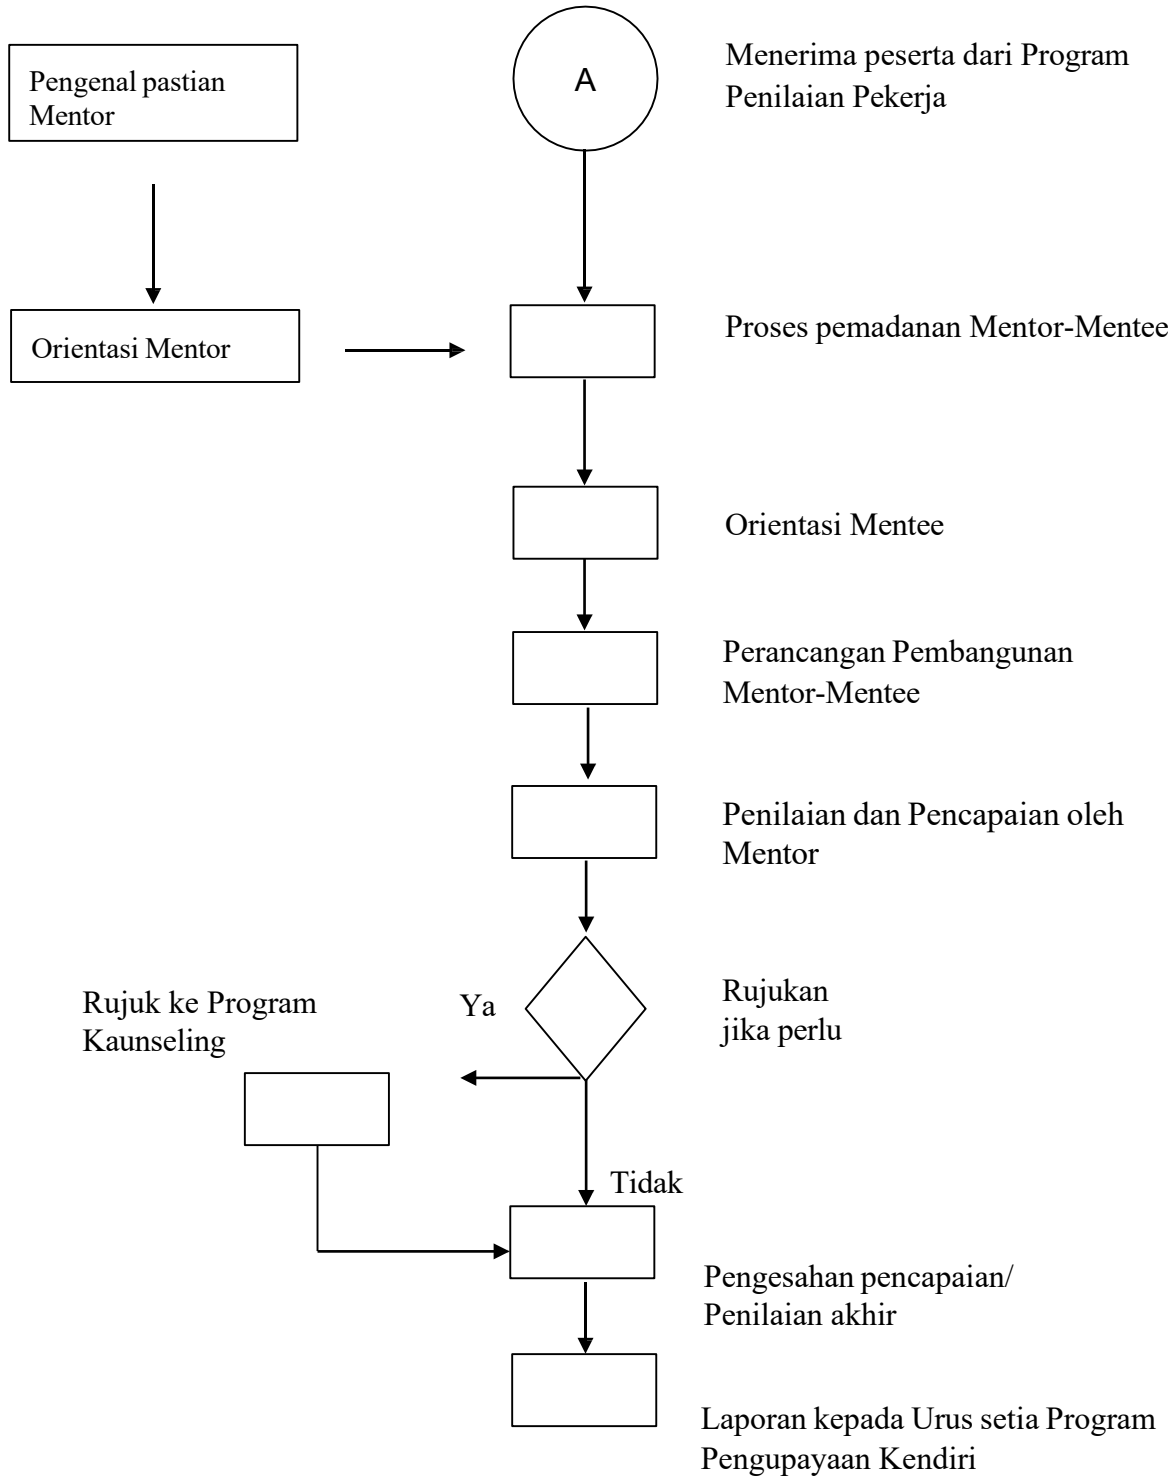 Pengenal pastian
Mentor
A
Menerima peserta dari Program
Penilaian Pekerja
Orientasi Mentor
Proses pemadanan Mentor-Mentee
Orientasi Mentee
Perancangan Pembangunan
Mentor-Mentee
Penilaian dan Pencapaian oleh
Mentor
Rujuk ke Program
Kaunseling
Ya
Rujukan
jika perlu
Tidak
Pengesahan pencapaian/
Penilaian akhir
Laporan kepada Urus setia Program
Pengupayaan Kendiri